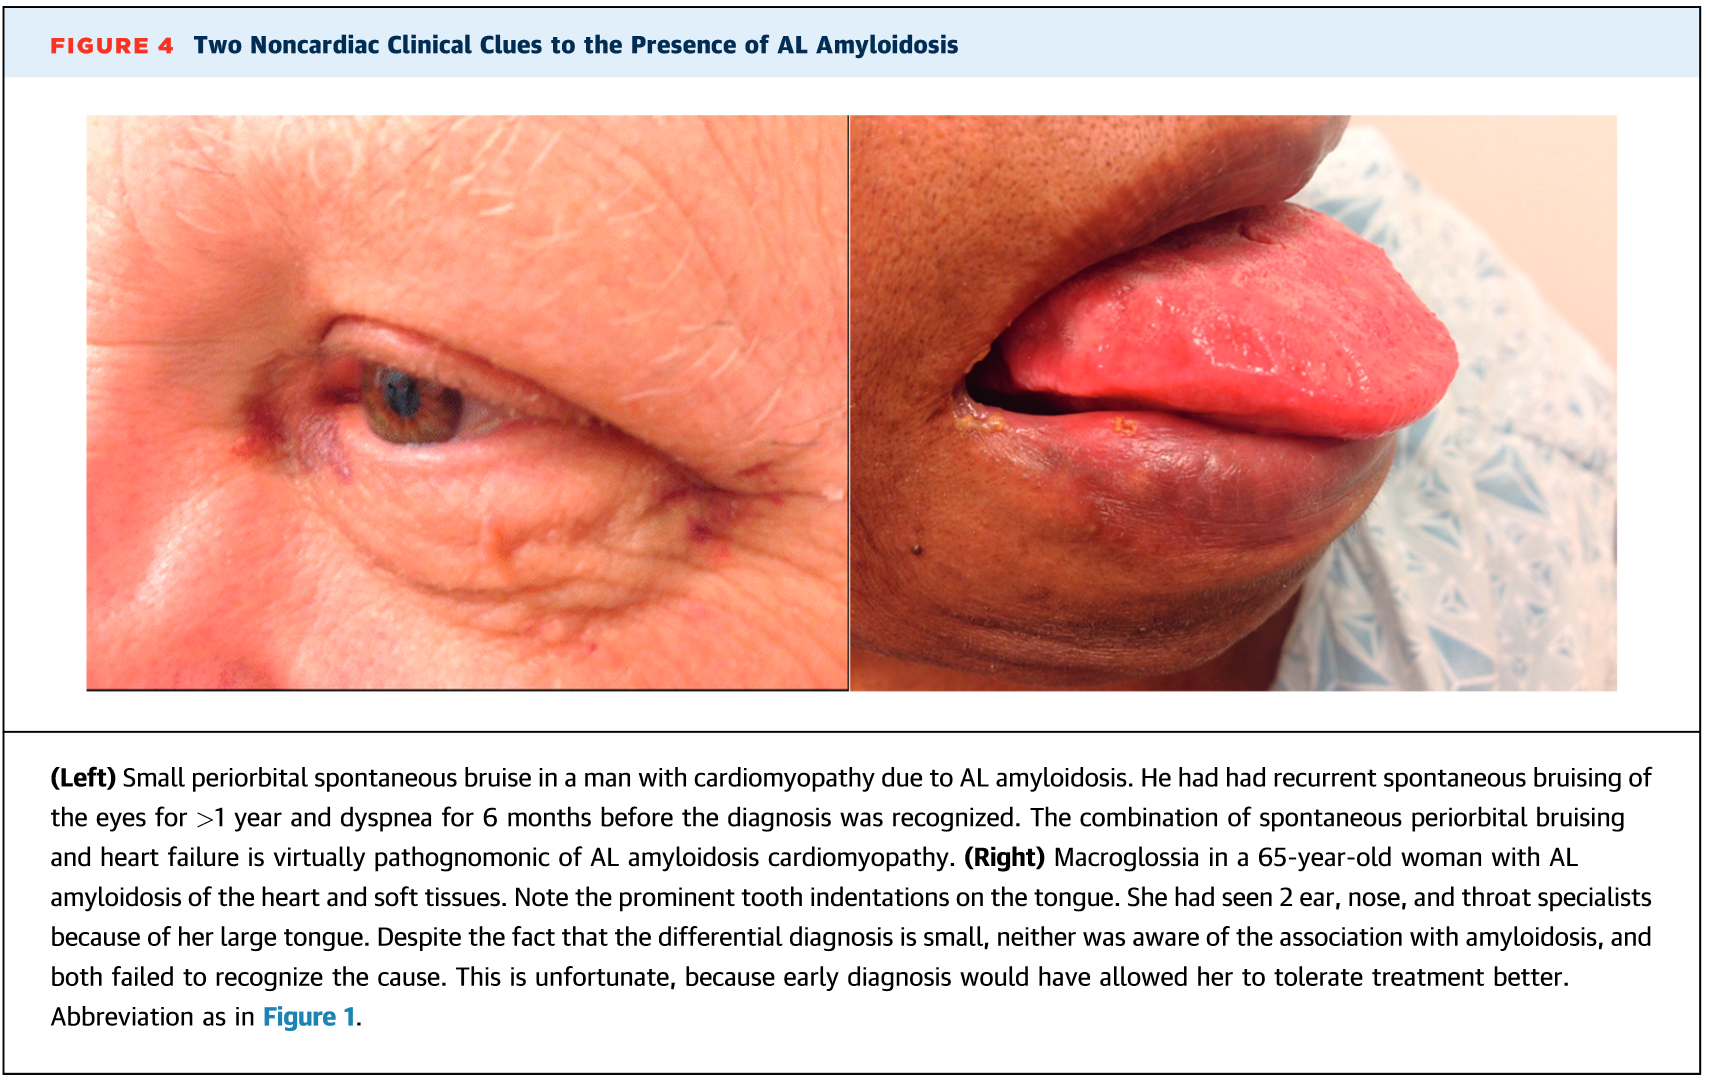 FIGURE 4 Two Noncardiac Clinical Clues to the Presence of AL Amyloidosis
(Left) Small periorbital spontaneous bruise in a man with cardiomyopathy due to AL amyloidosis. He had had recurrent spontaneous bruising of
the eyes for >1 year and dyspnea for 6 months before the diagnosis was recognized. The combination of spontaneous periorbital bruising
and heart failure is virtually pathognomonic of AL amyloidosis cardiomyopathy. (Right) Macroglossia in a 65-year-old woman with AL
amyloidosis of the heart and soft tissues. Note the prominent tooth indentations on the tongue. She had seen 2 ear, nose, and throat specialists
because of her large tongue. Despite the fact that the differential diagnosis is small, neither was aware of the association with amyloidosis, and
both failed to recognize the cause. This is unfortunate, because early diagnosis would have allowed her to tolerate treatment better.
Abbreviation as in Figure 1.